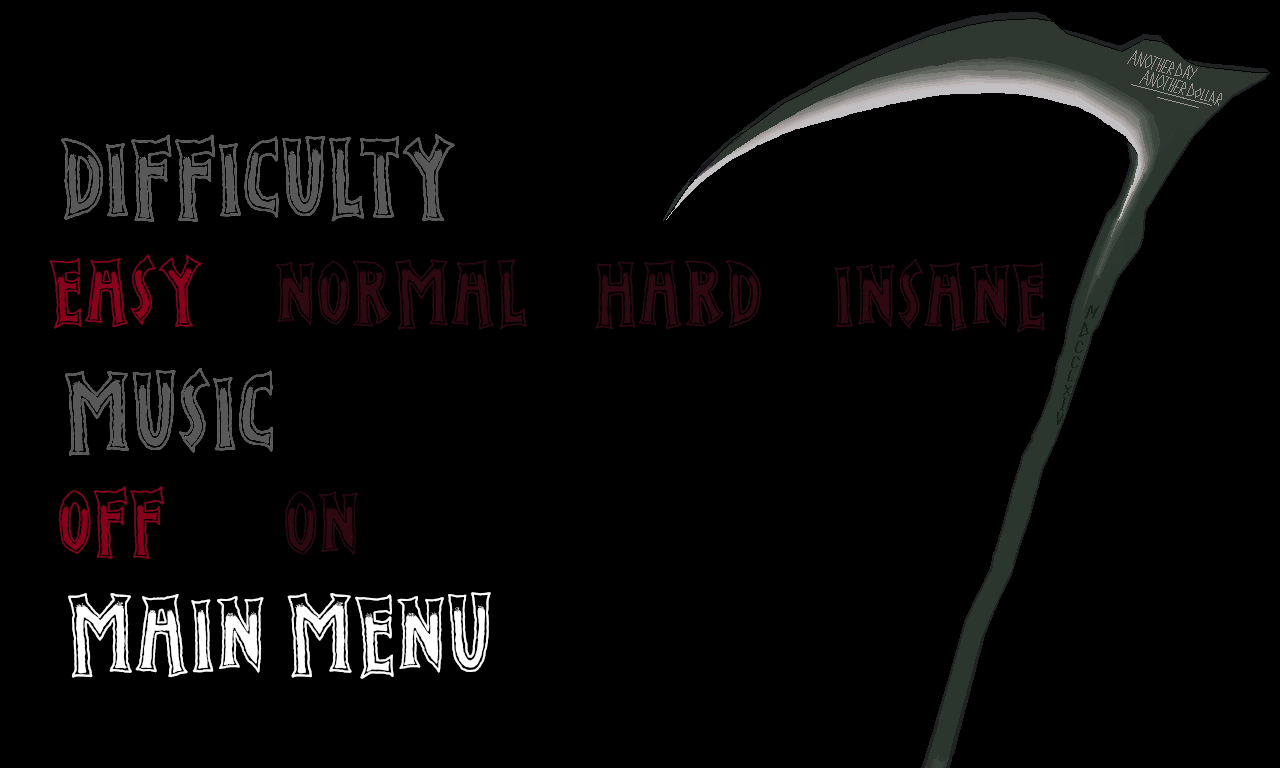 ANOTHER DAY
ANOTHER DOLLAR
DIFFICULTY
EASY NORMAL HARD INSANE
MUSIC
OFF ON
MAIN MENU